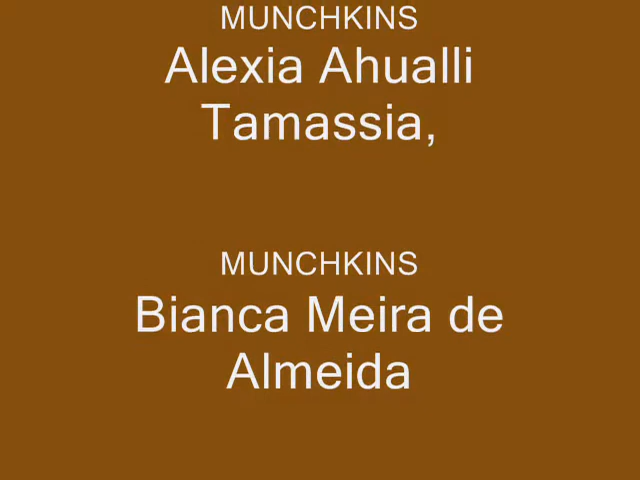 MUNCHKINS
Alexia Ahualli
Tamassia,
MUNCHKINS
Bianca Meira de
Almeida